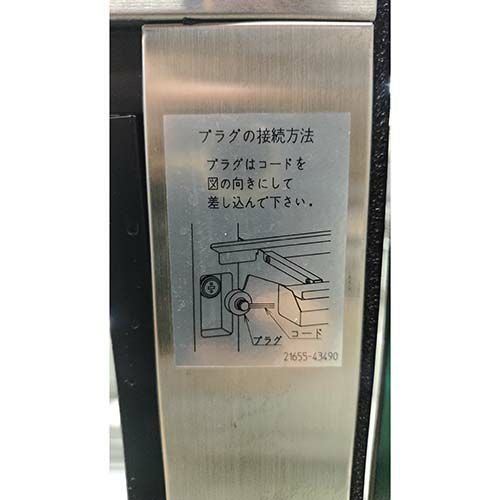 プラグの接続方法
プラグはコードを
図の向きにして
差し込んで下さい。
コード
プラグ
21655-43490